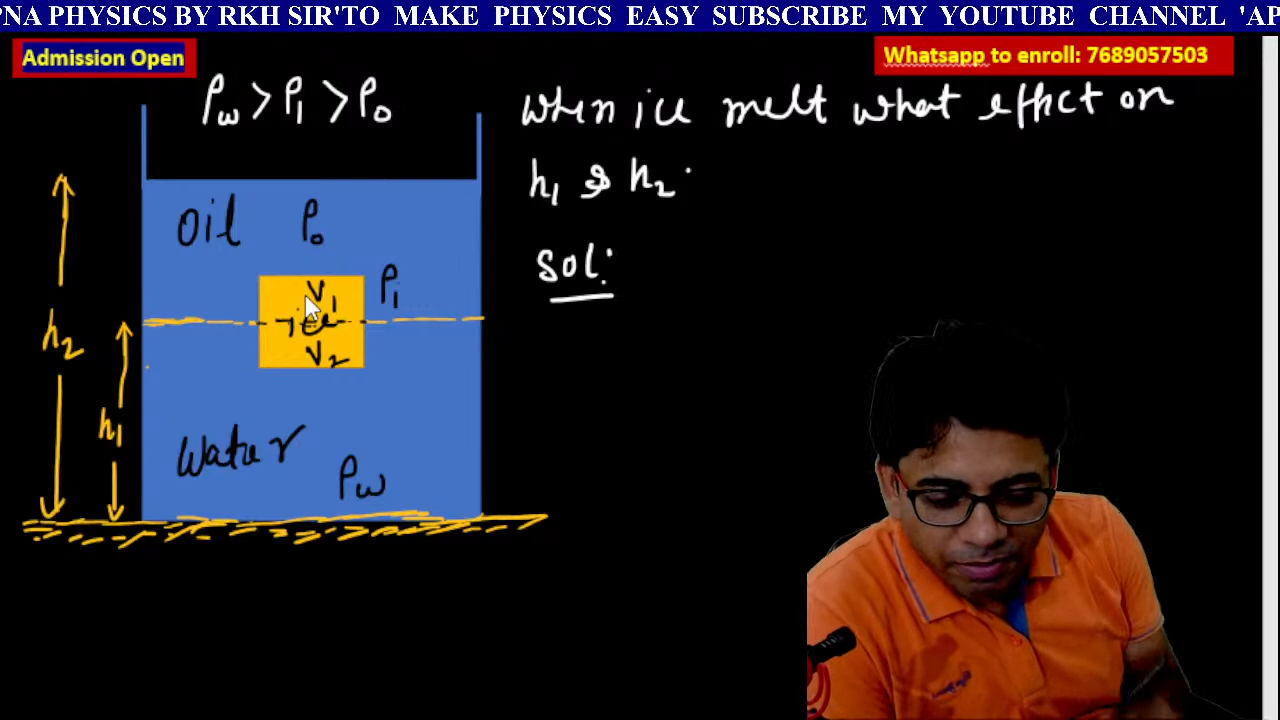 PNA PHYSICS BY RKH SIR'TO MAKE PHYSICS EASY SUBSCRIBE MY YOUTUBE CHANNEL 'AP
Admission Open
Whatsapp to enroll: 7689057503
ρw > ρ1 > ρo
when ice melt what effect on
h1 & h2.
Sol:
Oil ρo
ρ1
V1
ice
V2
h2
h1
Water
ρw